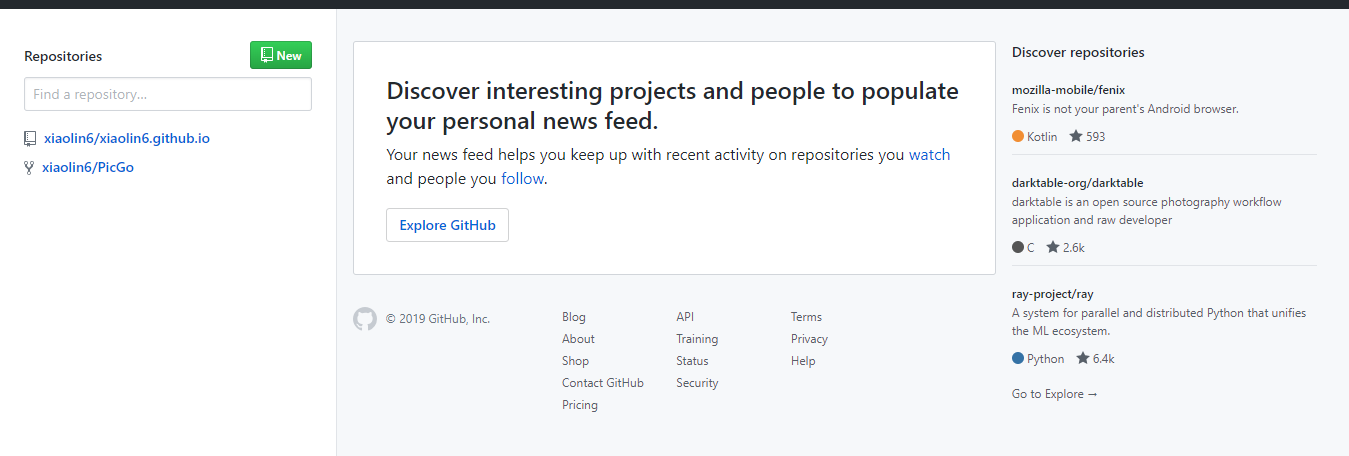 Repositories
New
Find a repository...
xiaolin6/xiaolin6.github.io
xiaolin6/PicGo
Discover interesting projects and people to populate
your personal news feed.
Your news feed helps you keep up with recent activity on repositories you watch
and people you follow.
Explore GitHub
© 2019 GitHub, Inc.
Blog
About
Shop
Contact GitHub
Pricing
API
Training
Status
Security
Terms
Privacy
Help
Discover repositories
mozilla-mobile/fenix
Fenix is not your parent's Android browser.
Kotlin 593
darktable-org/darktable
darktable is an open source photography workflow
application and raw developer
C 2.6k
ray-project/ray
A system for parallel and distributed Python that unifies
the ML ecosystem.
Python 6.4k
Go to Explore →